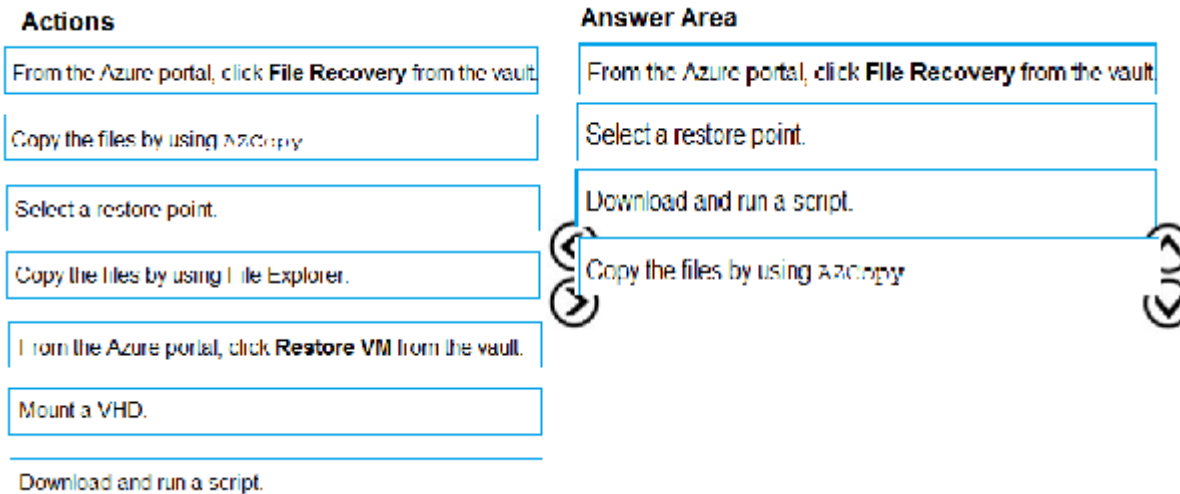 Actions
From the Azure portal, click File Recovery from the vault.
Copy the files by using AZCopy
Select a restore point.
Copy the files by using File Explorer.
From the Azure portal, click Restore VM from the vault.
Mount a VHD.
Download and run a script.
Answer Area
From the Azure portal, click File Recovery from the vault
Select a restore point.
Download and run a script.
Copy the files by using AZCopy